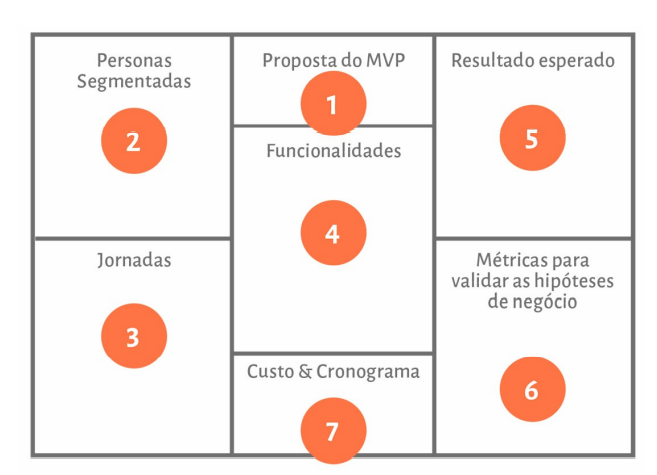 Personas
Segmentadas
2
Proposta do MVP
1
Resultado esperado
5
Funcionalidades
4
Jornadas
3
Métricas para
validar as hipóteses
de negócio
6
Custo & Cronograma
7